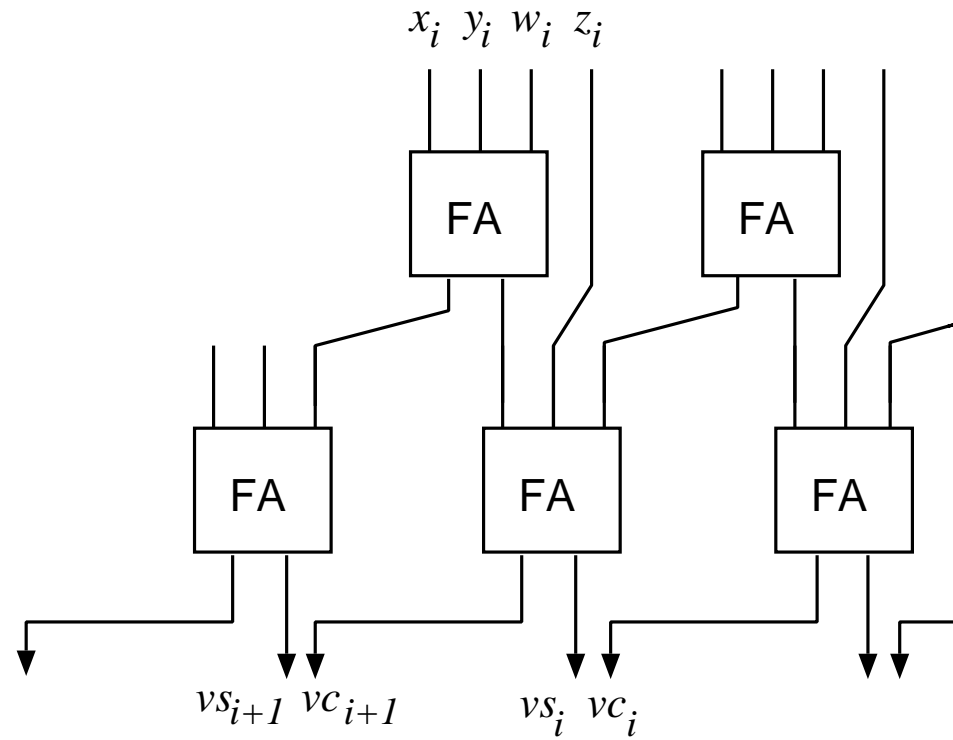 x_i y_i w_i z_i
FA FA
FA FA FA
vs_{i+1} vc_{i+1} vs_i vc_i